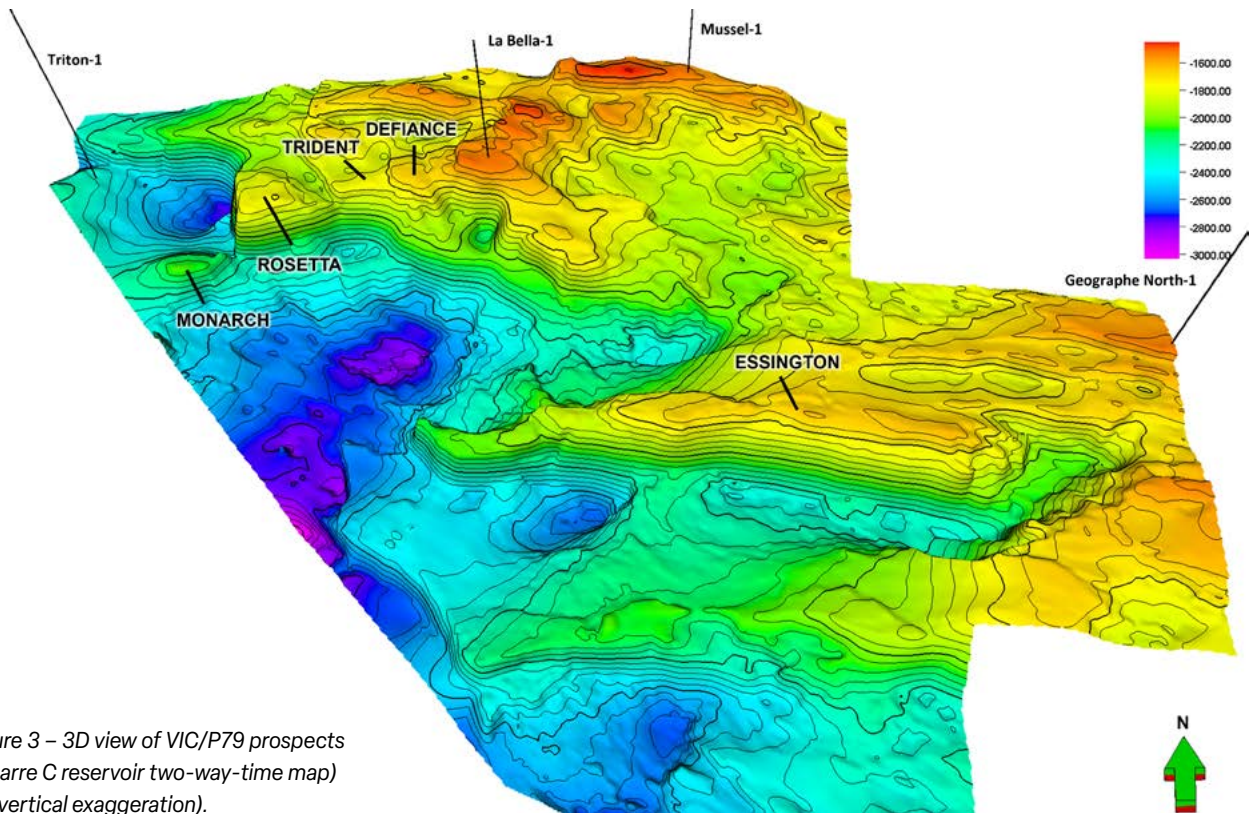 Triton-1
La Bella-1
Mussel-1
-1600.00
-1800.00
-2000.00
-2200.00
-2400.00
-2600.00
-2800.00
-3000.00
DEFIANCE
TRIDENT
ROSETTA
MONARCH
Geographe North-1
ESSINGTON
N
ure 3 – 3D view of VIC/P79 prospects
arre C reservoir two-way-time map)
vertical exaggeration).